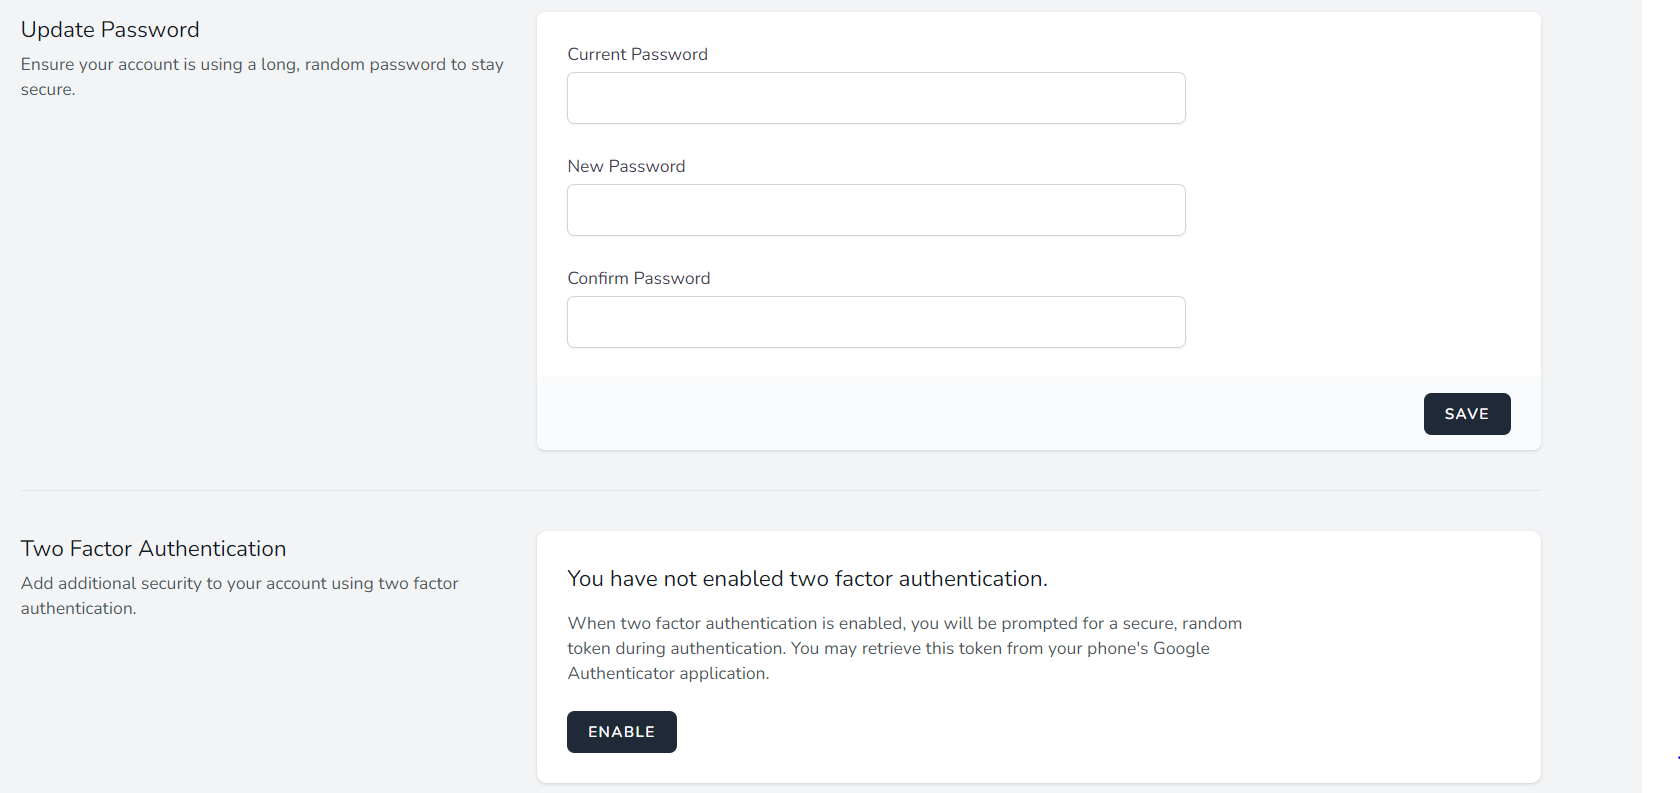 Update Password
Ensure your account is using a long, random password to stay
secure.
Current Password
New Password
Confirm Password
SAVE
Two Factor Authentication
Add additional security to your account using two factor
authentication.
You have not enabled two factor authentication.
When two factor authentication is enabled, you will be prompted for a secure, random
token during authentication. You may retrieve this token from your phone's Google
Authenticator application.
ENABLE